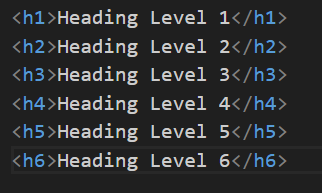 <h1>Heading Level 1</h1>
<h2>Heading Level 2</h2>
<h3>Heading Level 3</h3>
<h4>Heading Level 4</h4>
<h5>Heading Level 5</h5>
<h6>Heading Level 6</h6>